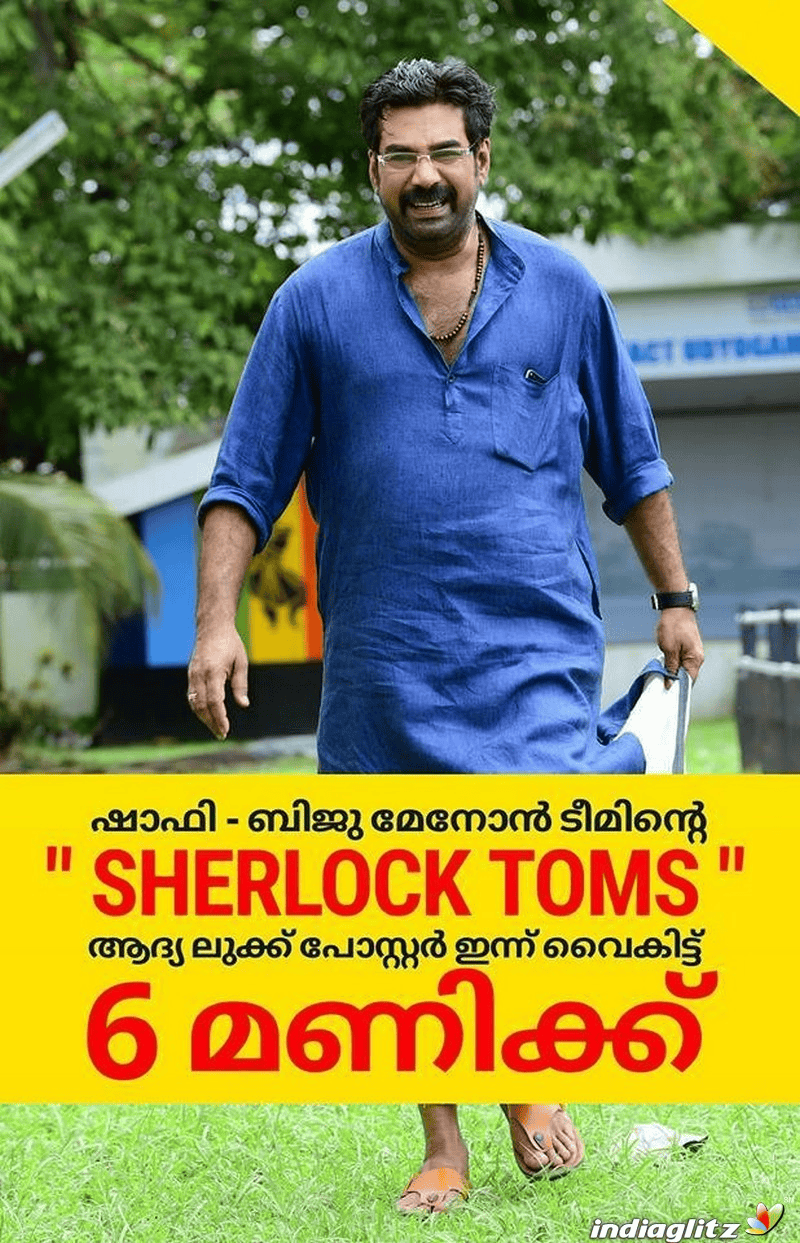 ഷാഫി - ബിജു മേനോൻ ടീമിന്റെ
" SHERLOCK TOMS "
ആദ്യ ലുക്ക് പോസ്റ്റർ ഇന്ന് വൈകിട്ട്
6 മണിക്ക്
indiaglitz